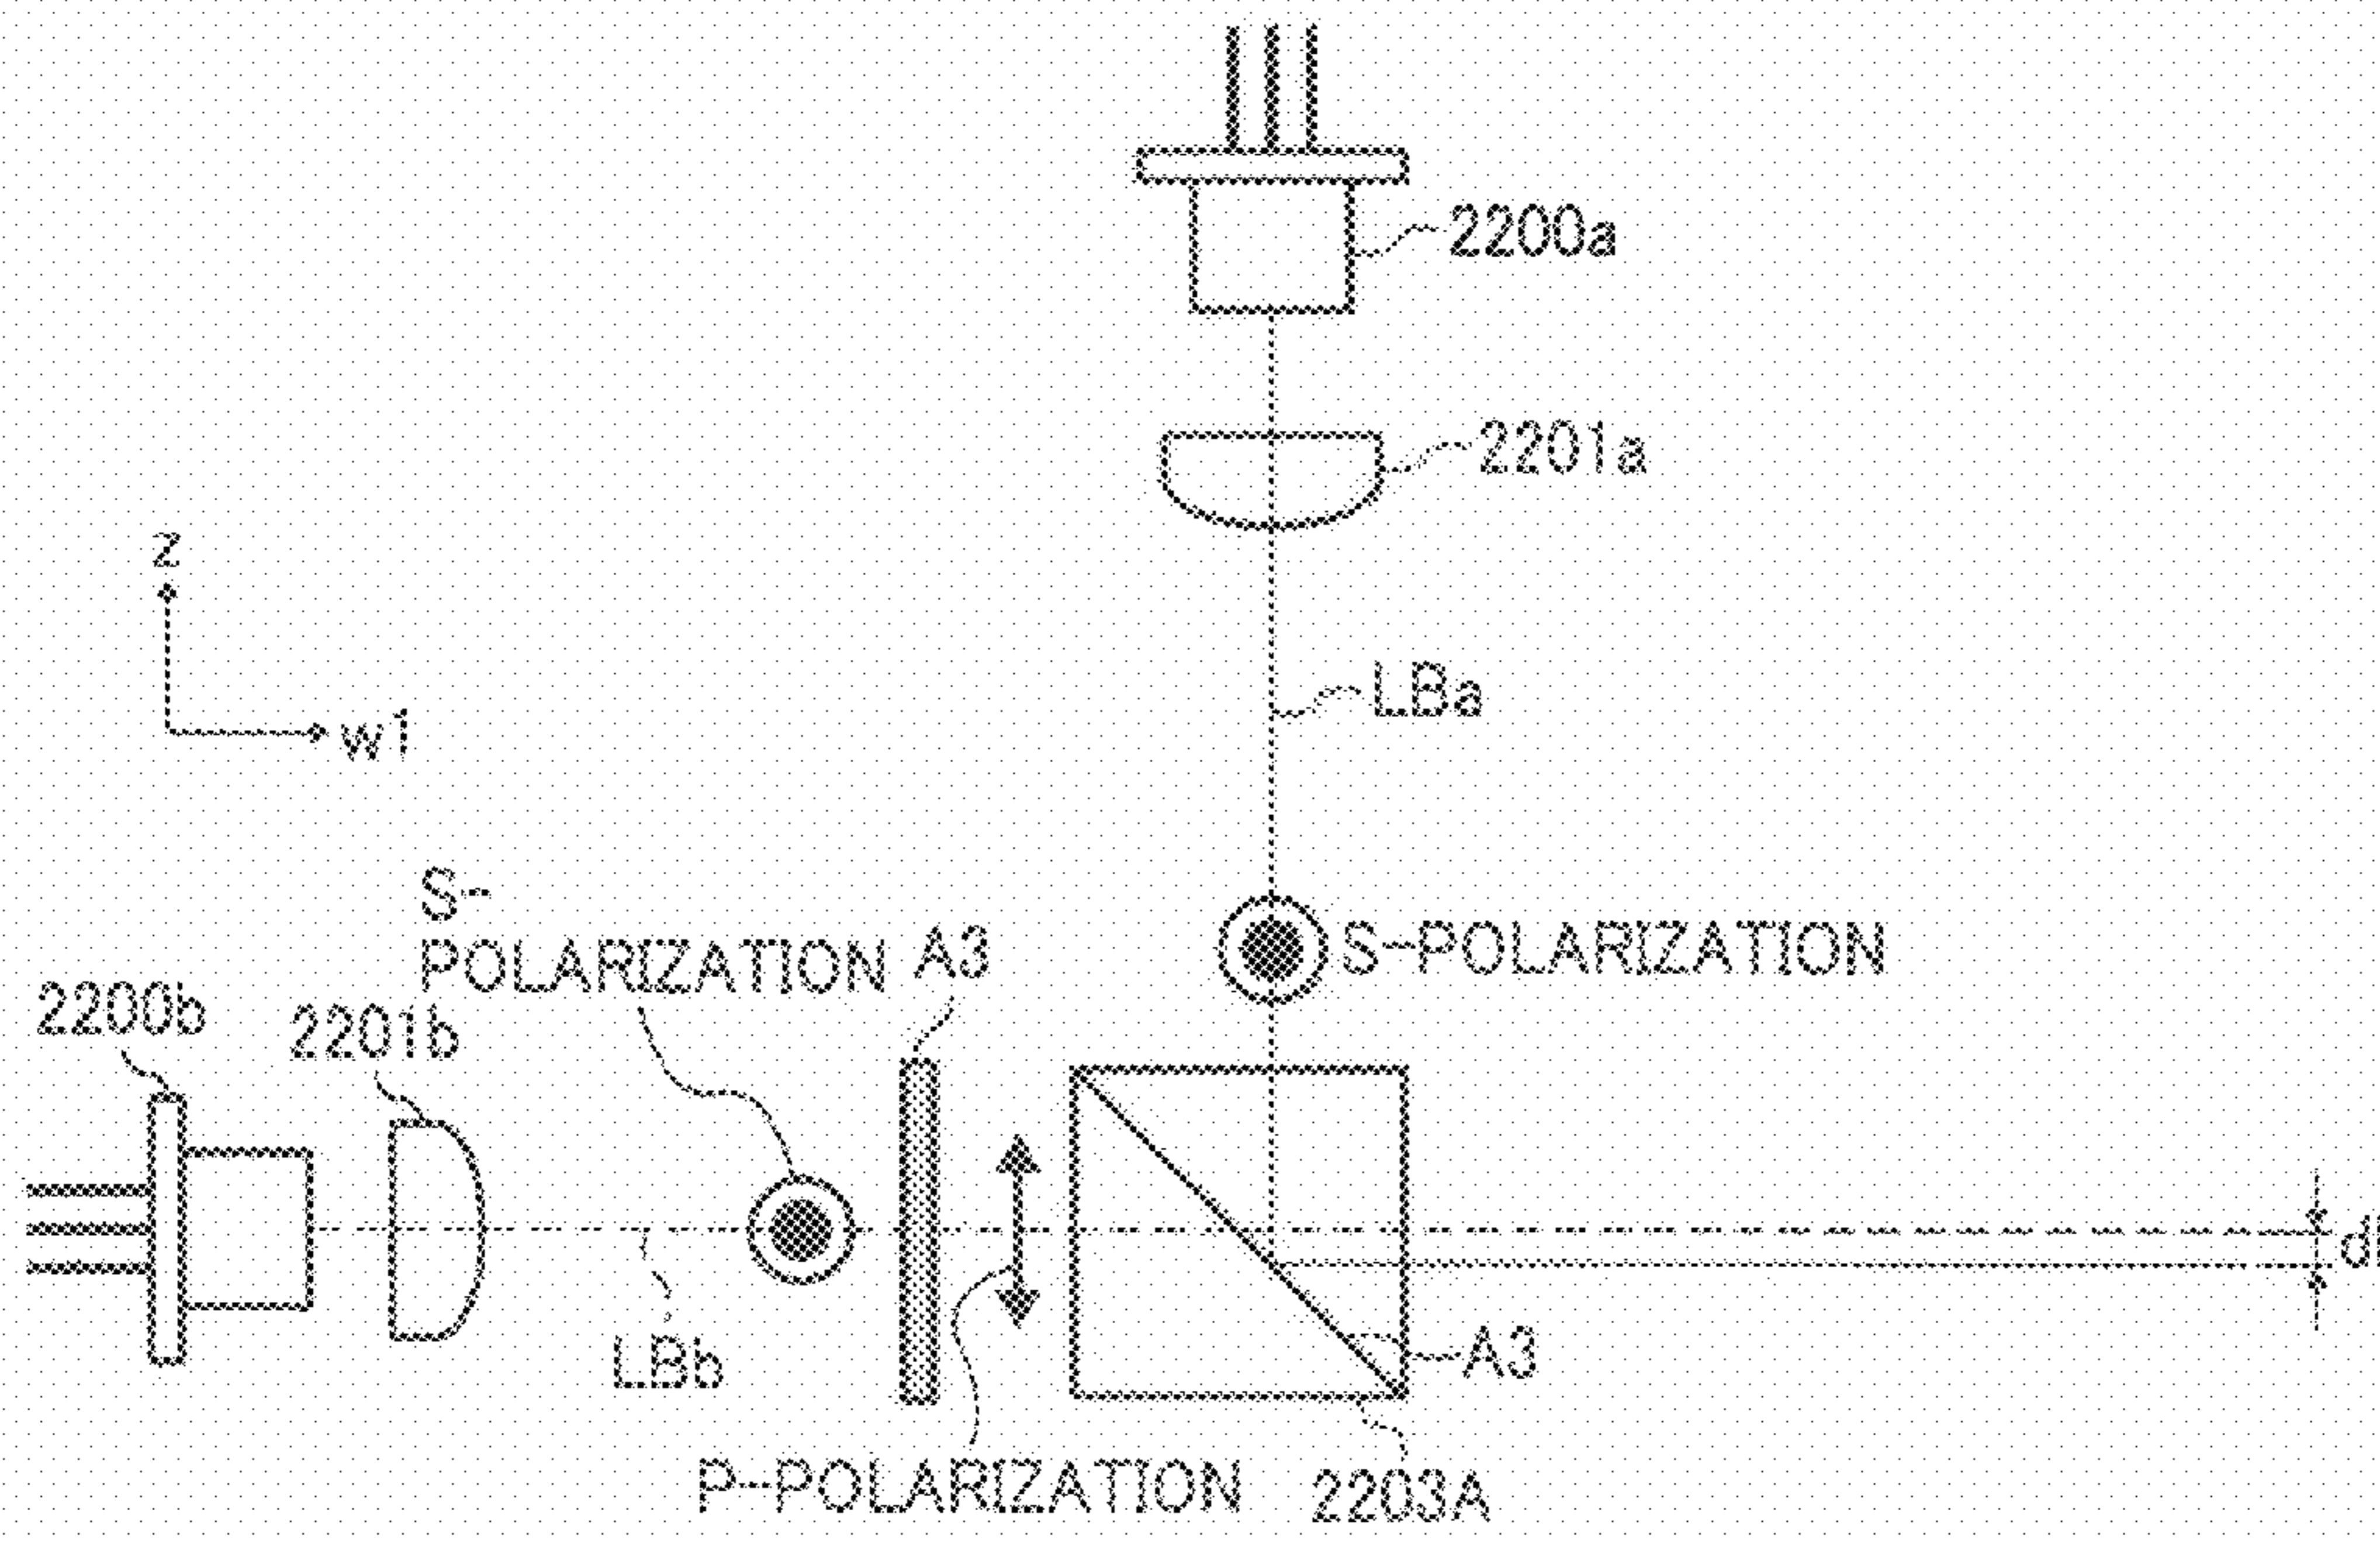 2200a
2201a
z
LBa
w1
S-
POLARIZATION
A3
S-POLARIZATION
2200b
2201b
LBb
A3
P-POLARIZATION
2203A